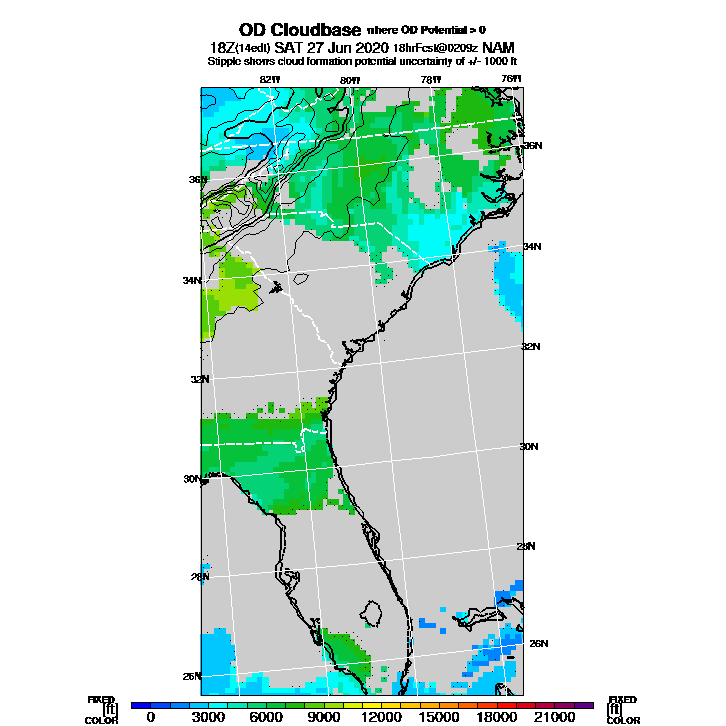 OD Cloudbase where OD Potential > 0
18Z(14edt) SAT 27 Jun 2020 18hrFcst@0209z NAM
Stipple shows cloud formation potential uncertainty of +/- 1000 ft
82W 80W 78W 76W
36N
36N
34N
34N
32N
32N
30N
30N
28N
28N
26N
26N
FIXED FIXED
[ft] [ft]
COLOR 0 3000 6000 9000 12000 15000 18000 21000 COLOR